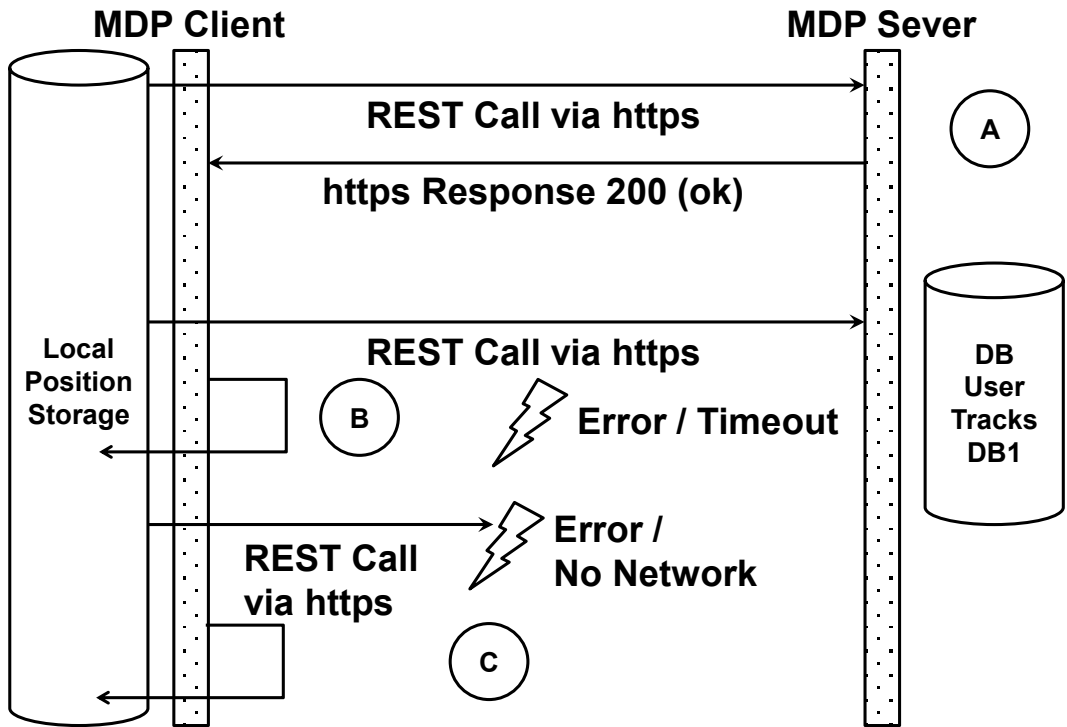 MDP Client
MDP Sever
REST Call via https
A
https Response 200 (ok)
REST Call via https
Local
Position
Storage
B
Error / Timeout
DB
User
Tracks
DB1
Error /
No Network
REST Call
via https
C